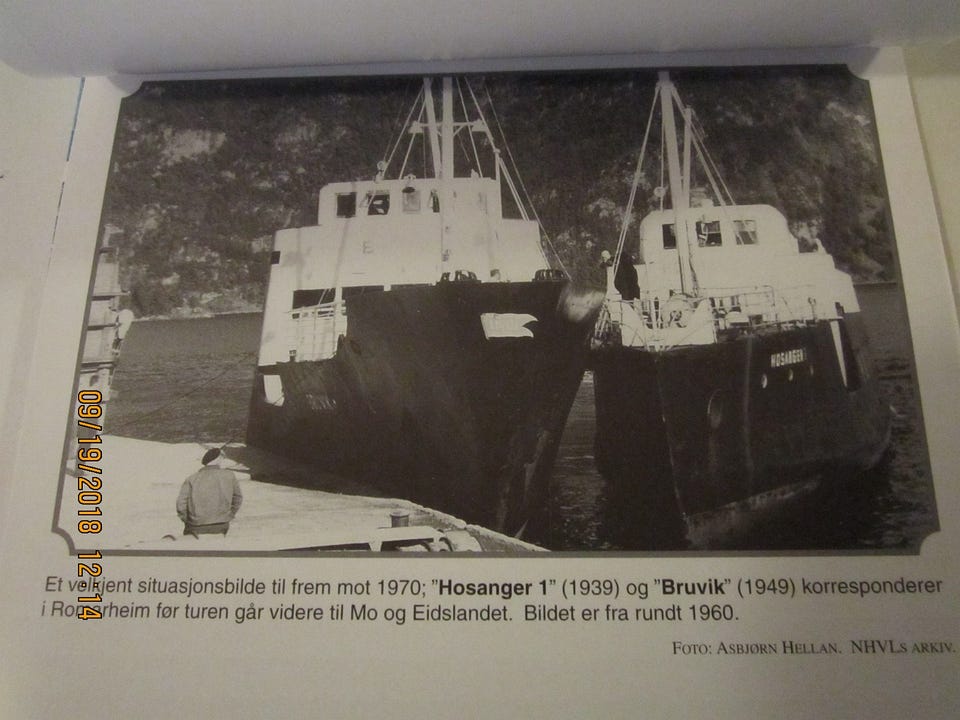 HOSANGER
Et velkjent situasjonsbilde til frem mot 1970; "Hosanger 1" (1939) og "Bruvik" (1949) korresponderer
i Romarheim før turen går videre til Mo og Eidslandet. Bildet er fra rundt 1960.
FOTO: ASBJØRN HELLAN. NHVLS ARKIV.
09/19/2018 12:14